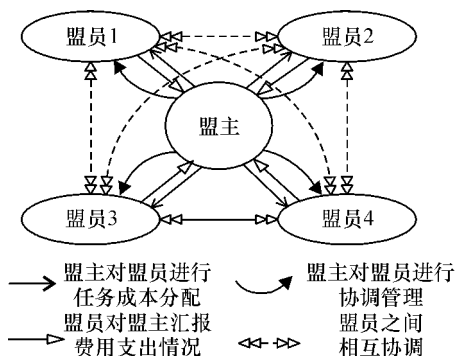 盟员1
盟员2
盟主
盟员3
盟员4
盟主对盟员进行
任务成本分配
盟主对盟员进行
协调管理
员对盟主汇报
费用支出情况
盟员之间
相互协调